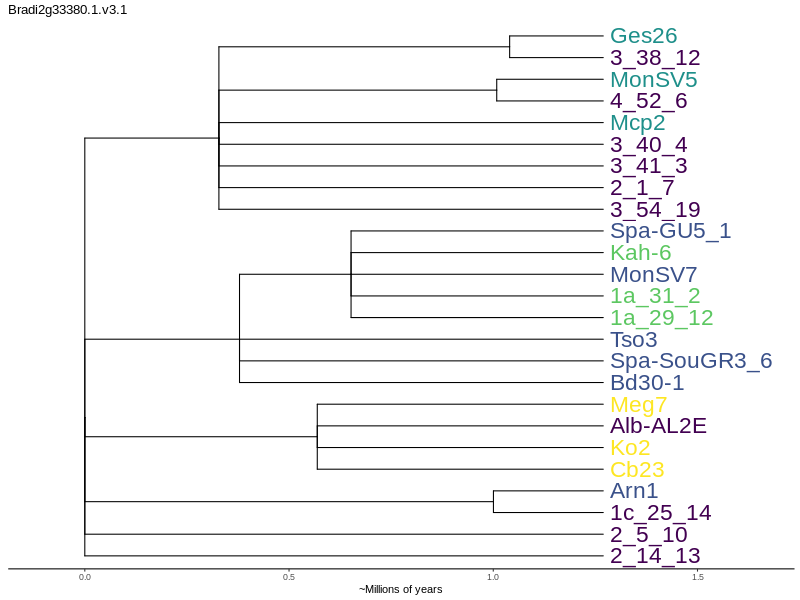 Bradi2g33380.1.v3.1
Ges26
3_38_12
MonSV5
4_52_6
Mcp2
3_40_4
3_41_3
2_1_7
3_54_19
Spa-GU5_1
Kah-6
MonSV7
1a_31_2
1a_29_12
Tso3
Spa-SouGR3_6
Bd30-1
Meg7
Alb-AL2E
Ko2
Cb23
Arn1
1c_25_14
2_5_10
2_14_13
0.0 0.5 1.0 1.5
~Millions of years